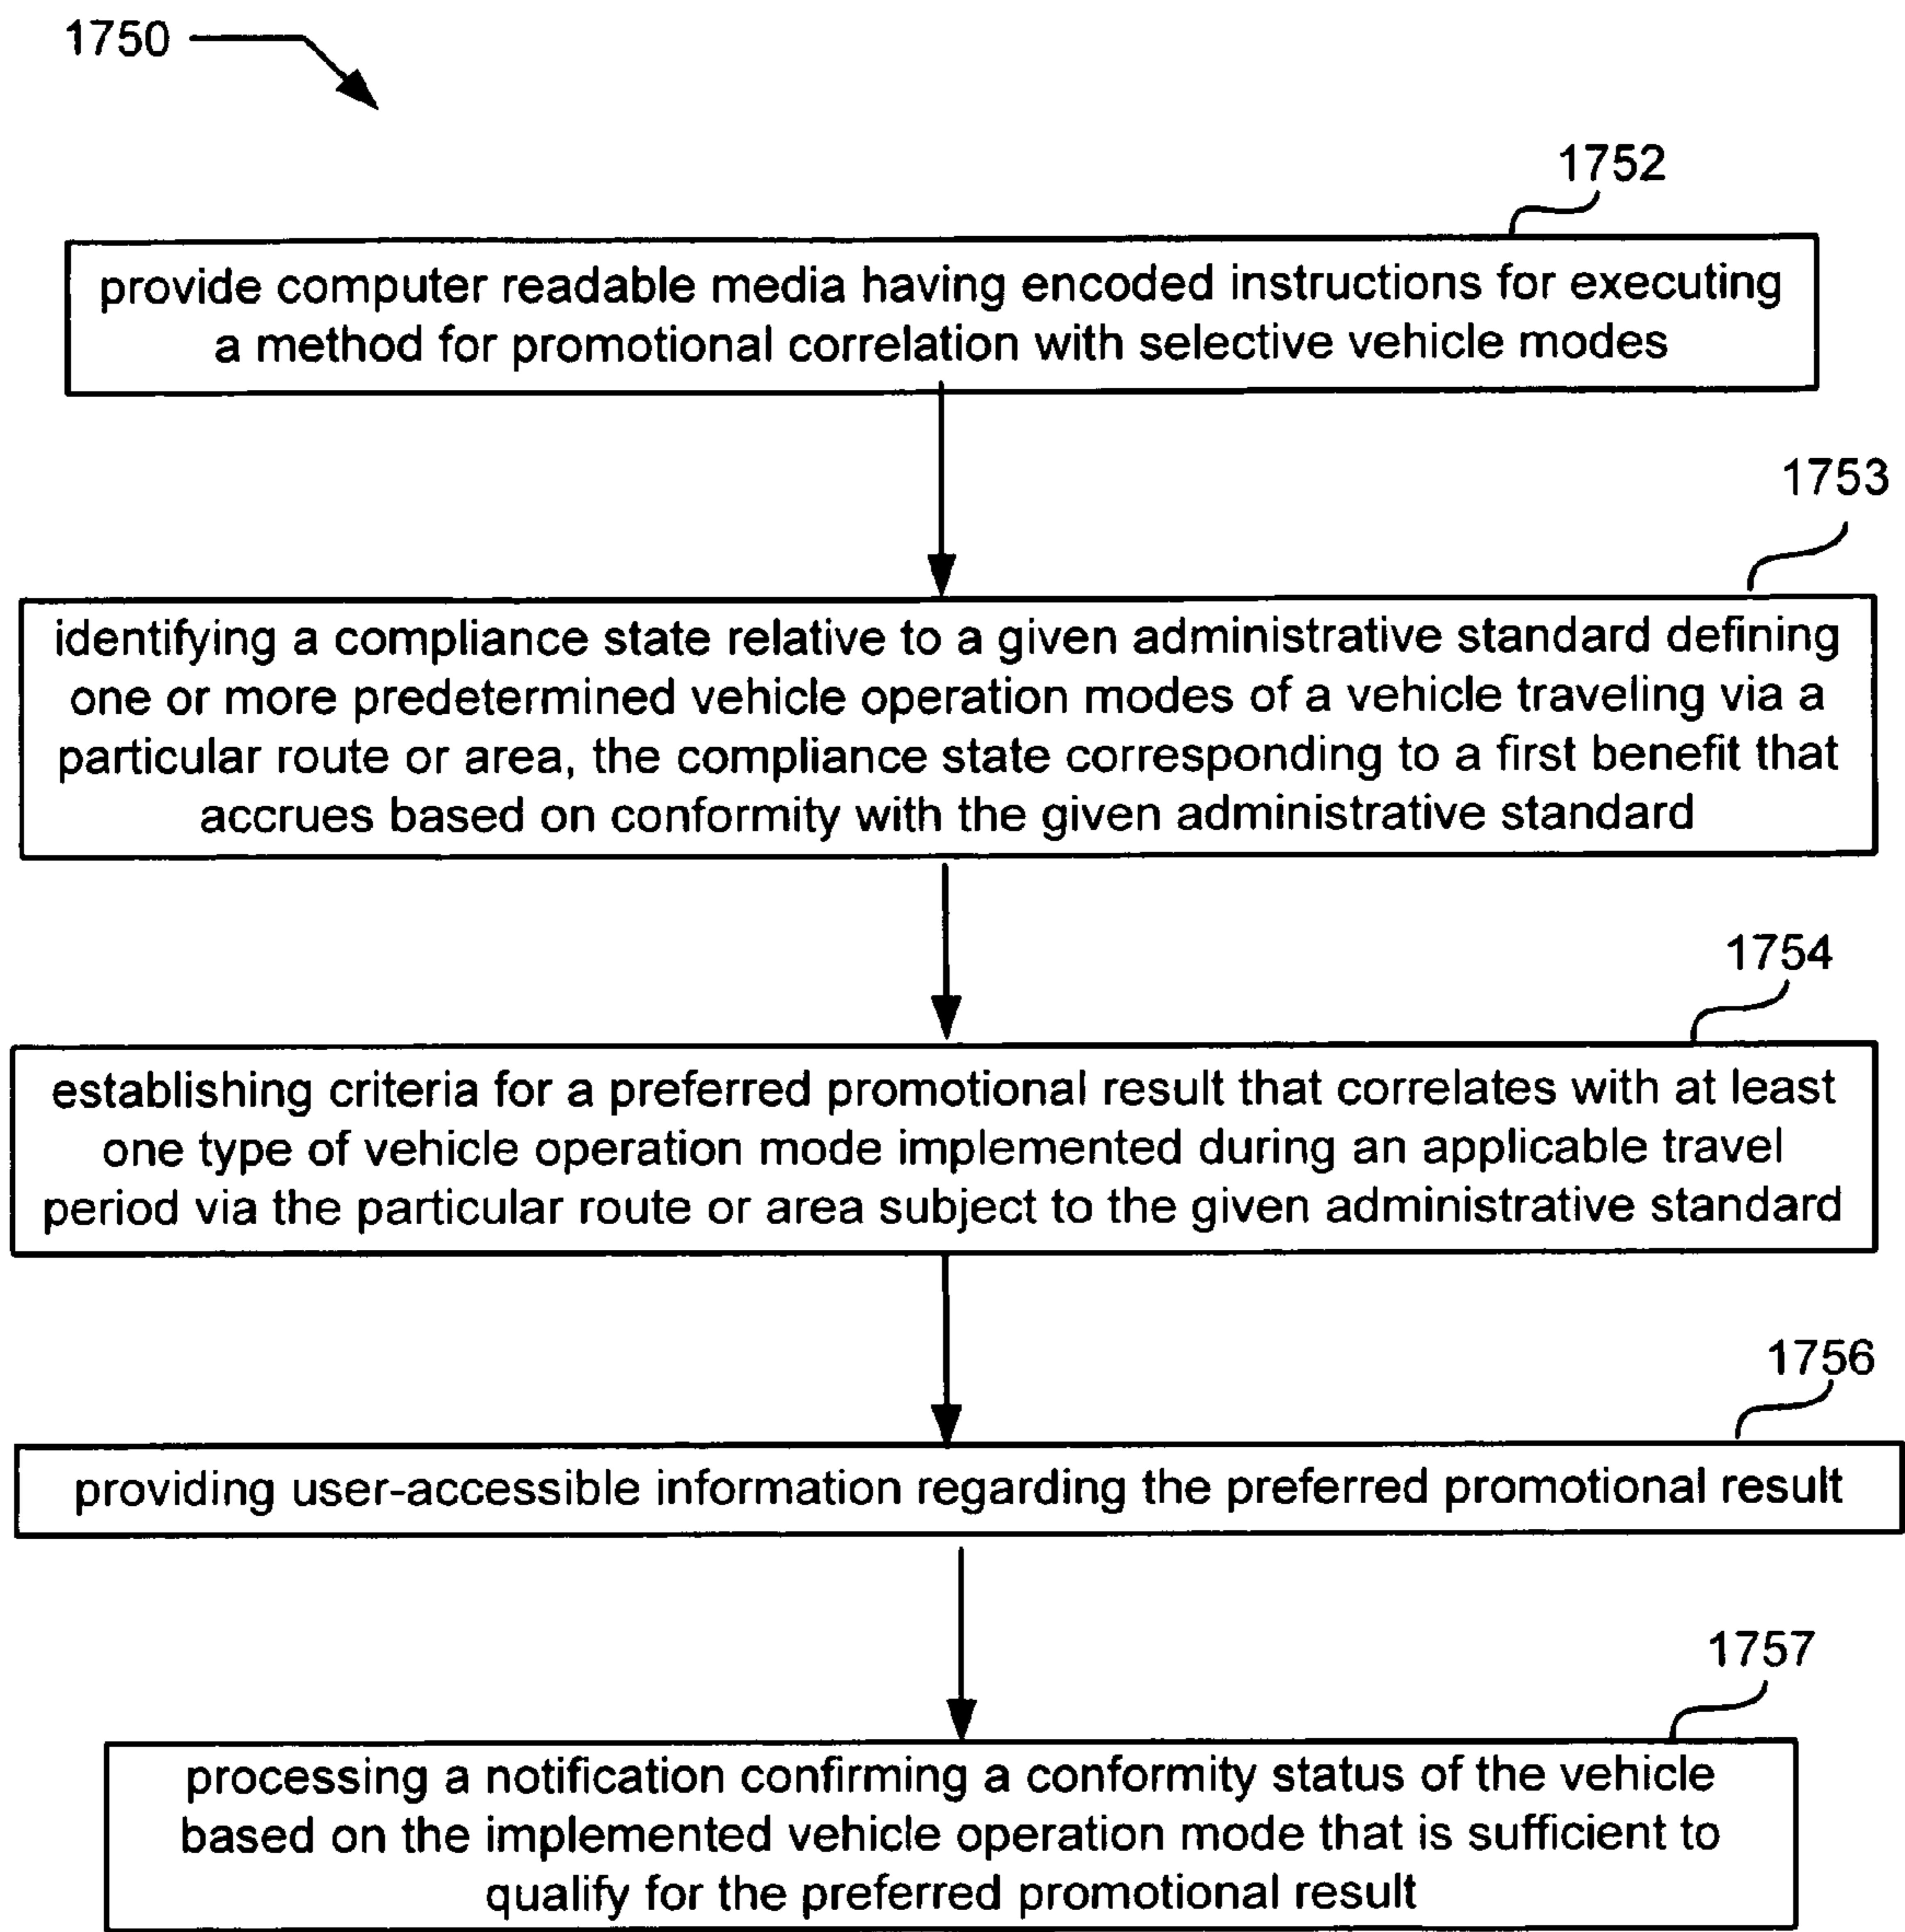 1750
1752
provide computer readable media having encoded instructions for executing
a method for promotional correlation with selective vehicle modes
1753
identifying a compliance state relative to a given administrative standard defining
one or more predetermined vehicle operation modes of a vehicle traveling via a
particular route or area, the compliance state corresponding to a first benefit that
accrues based on conformity with the given administrative standard
1754
establishing criteria for a preferred promotional result that correlates with at least
one type of vehicle operation mode implemented during an applicable travel
period via the particular route or area subject to the given administrative standard
1756
providing user-accessible information regarding the preferred promotional result
1757
processing a notification confirming a conformity status of the vehicle
based on the implemented vehicle operation mode that is sufficient to
qualify for the preferred promotional result